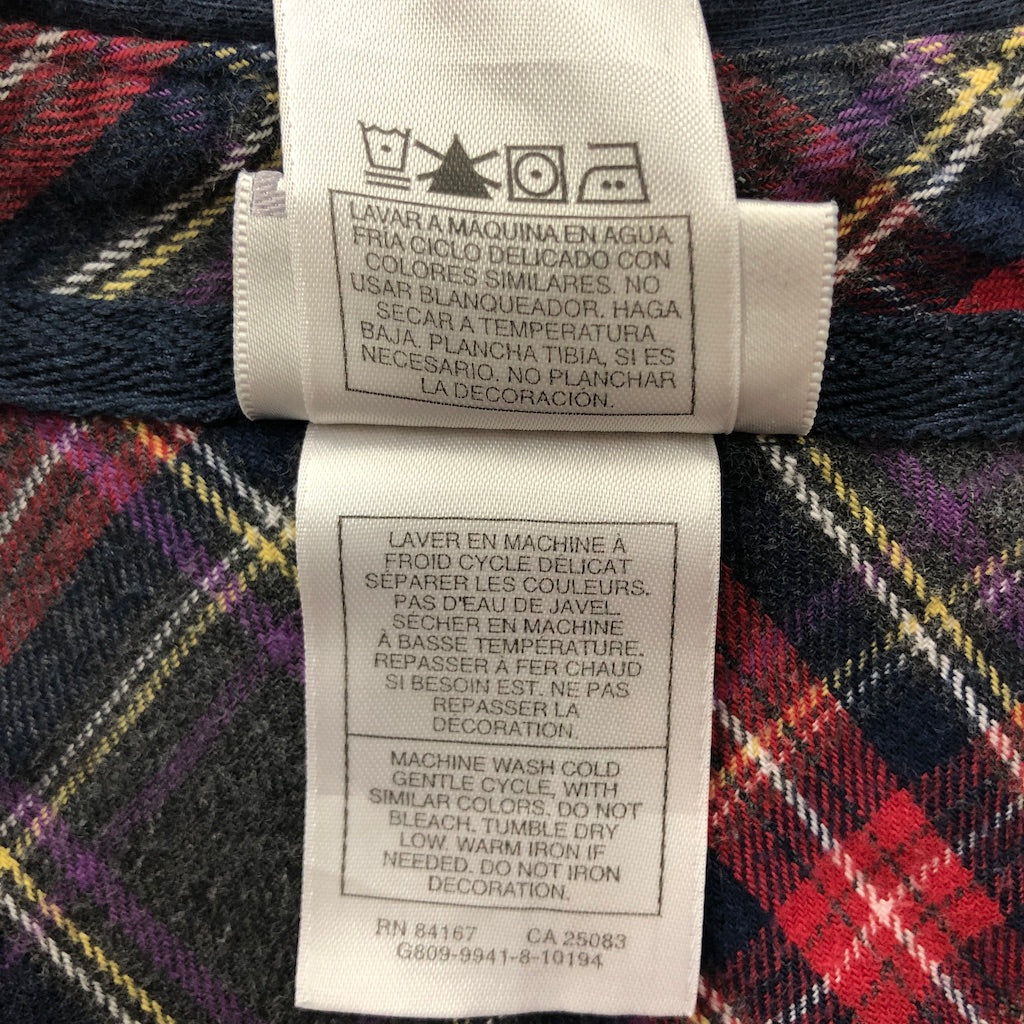 LAVAR A MAQUINA EN AGUA
FRÍA CICLO DELICADO CON
COLORES SIMILARES. NO
USAR BLANQUEADOR. HAGA
SECAR A TEMPERATURA
BAJA. PLANCHA TIBIA, SI ES
NECESARIO. NO PLANCHAR
LA DECORACIÓN.
LAVER EN MACHINE À
FROID CYCLE DELICAT
SÉPARER LES COULEURS.
PAS D'EAU DE JAVEL.
SÉCHER EN MACHINE
À BASSE TEMPERATURE.
REPASSER À FER CHAUD
SI BESOIN EST. NE PAS
REPASSER LA
DECORATION.
MACHINE WASH COLD
GENTLE CYCLE, WITH
SIMILAR COLORS. DO NOT
BLEACH. TUMBLE DRY
LOW. WARM IRON IF
NEEDED. DO NOT IRON
DECORATION.
RN 84167 CA 25083
G809-9941-8-10194